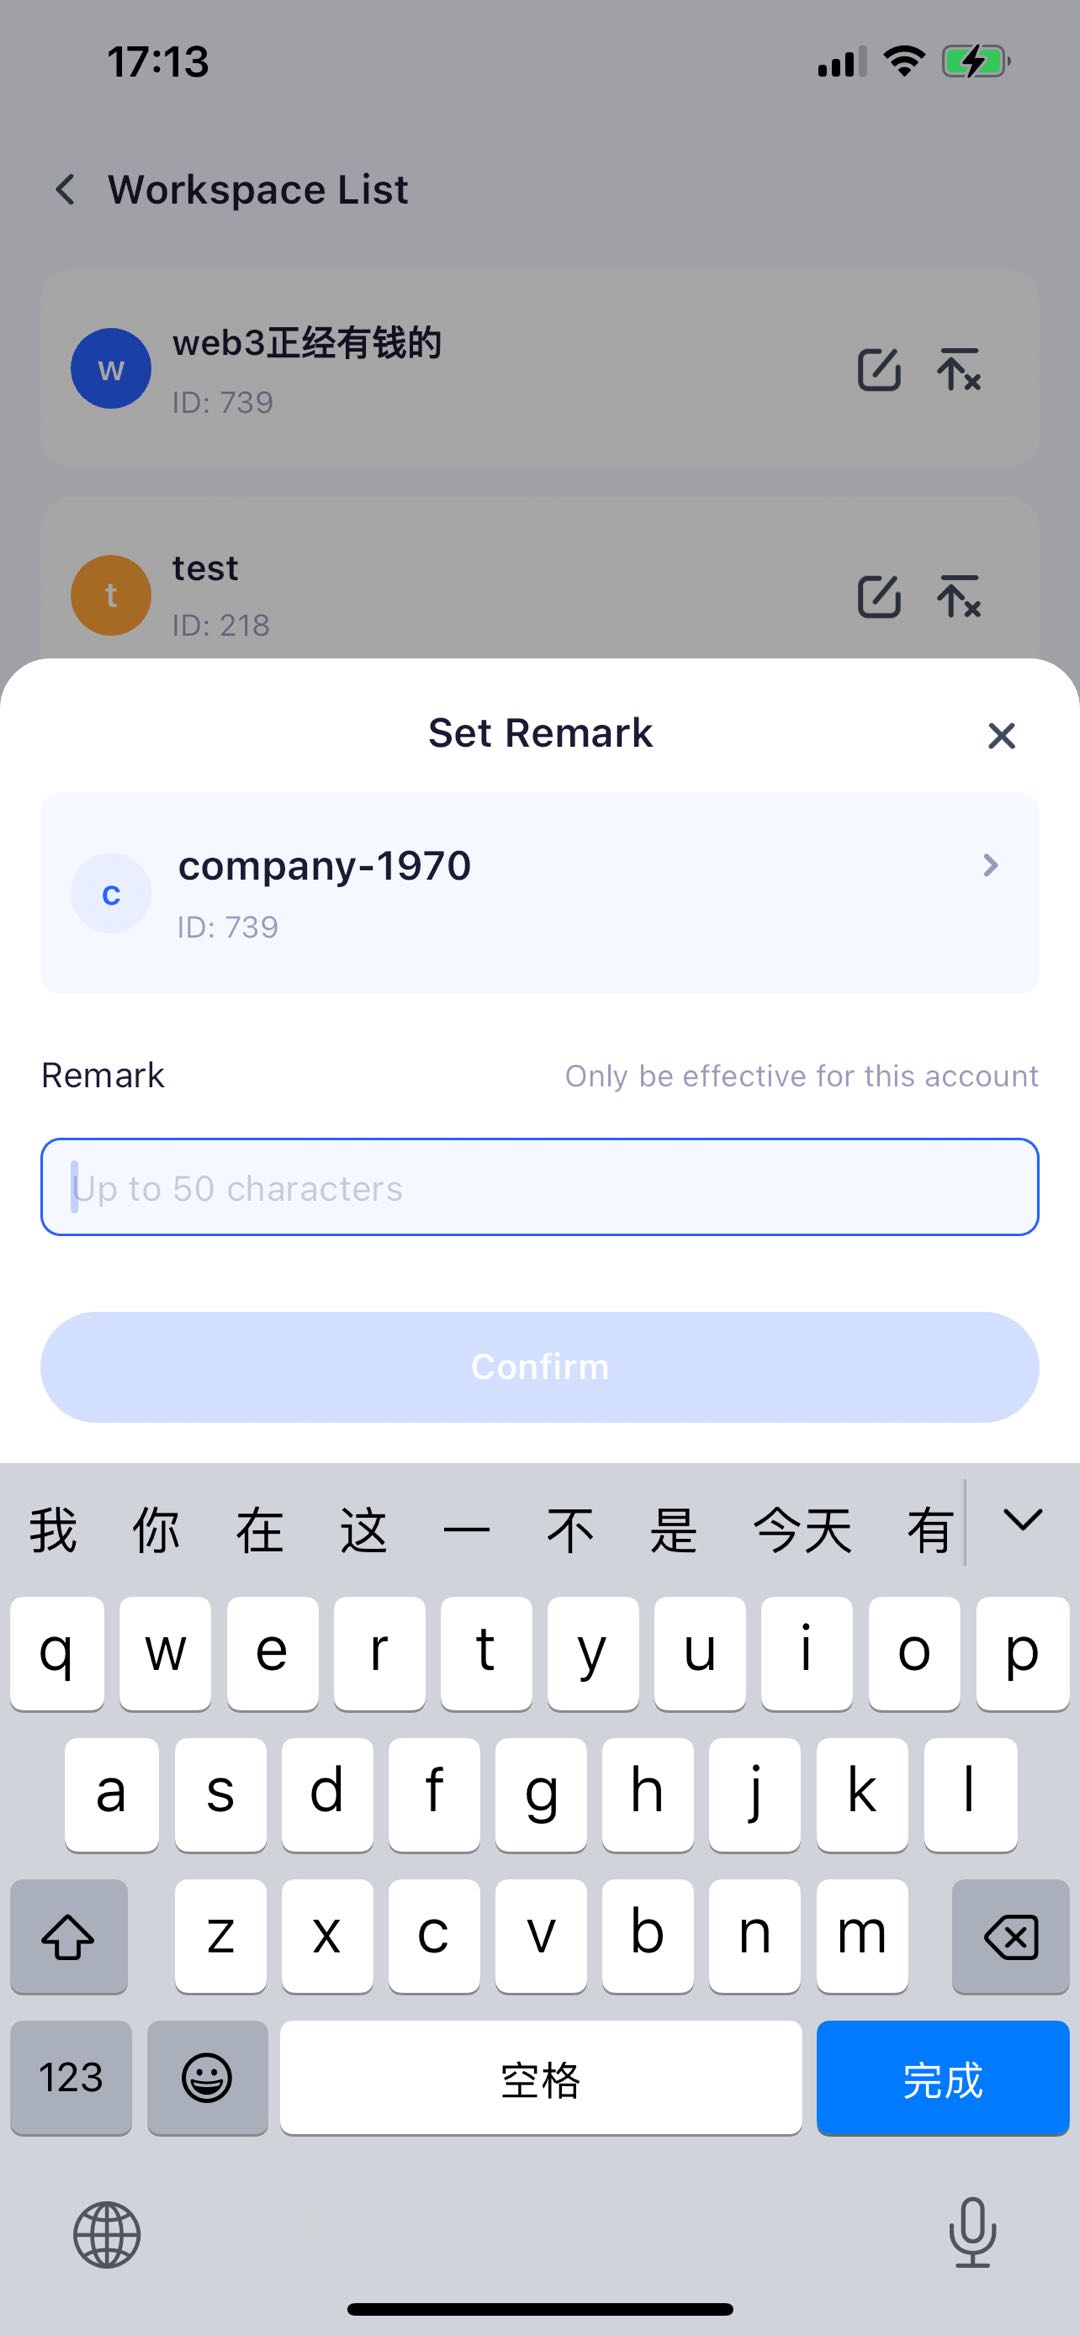 17:13
Workspace List
w
web3正经有钱的
ID: 739
t
test
ID: 218
Set Remark
c
company-1970
ID: 739
Remark
Only be effective for this account
Up to 50 characters
Confirm
我 你 在 这 一 不 是 今天 有
q w e r t y u i o p
a s d f g h j k l
z x c v b n m
123 空格 完成